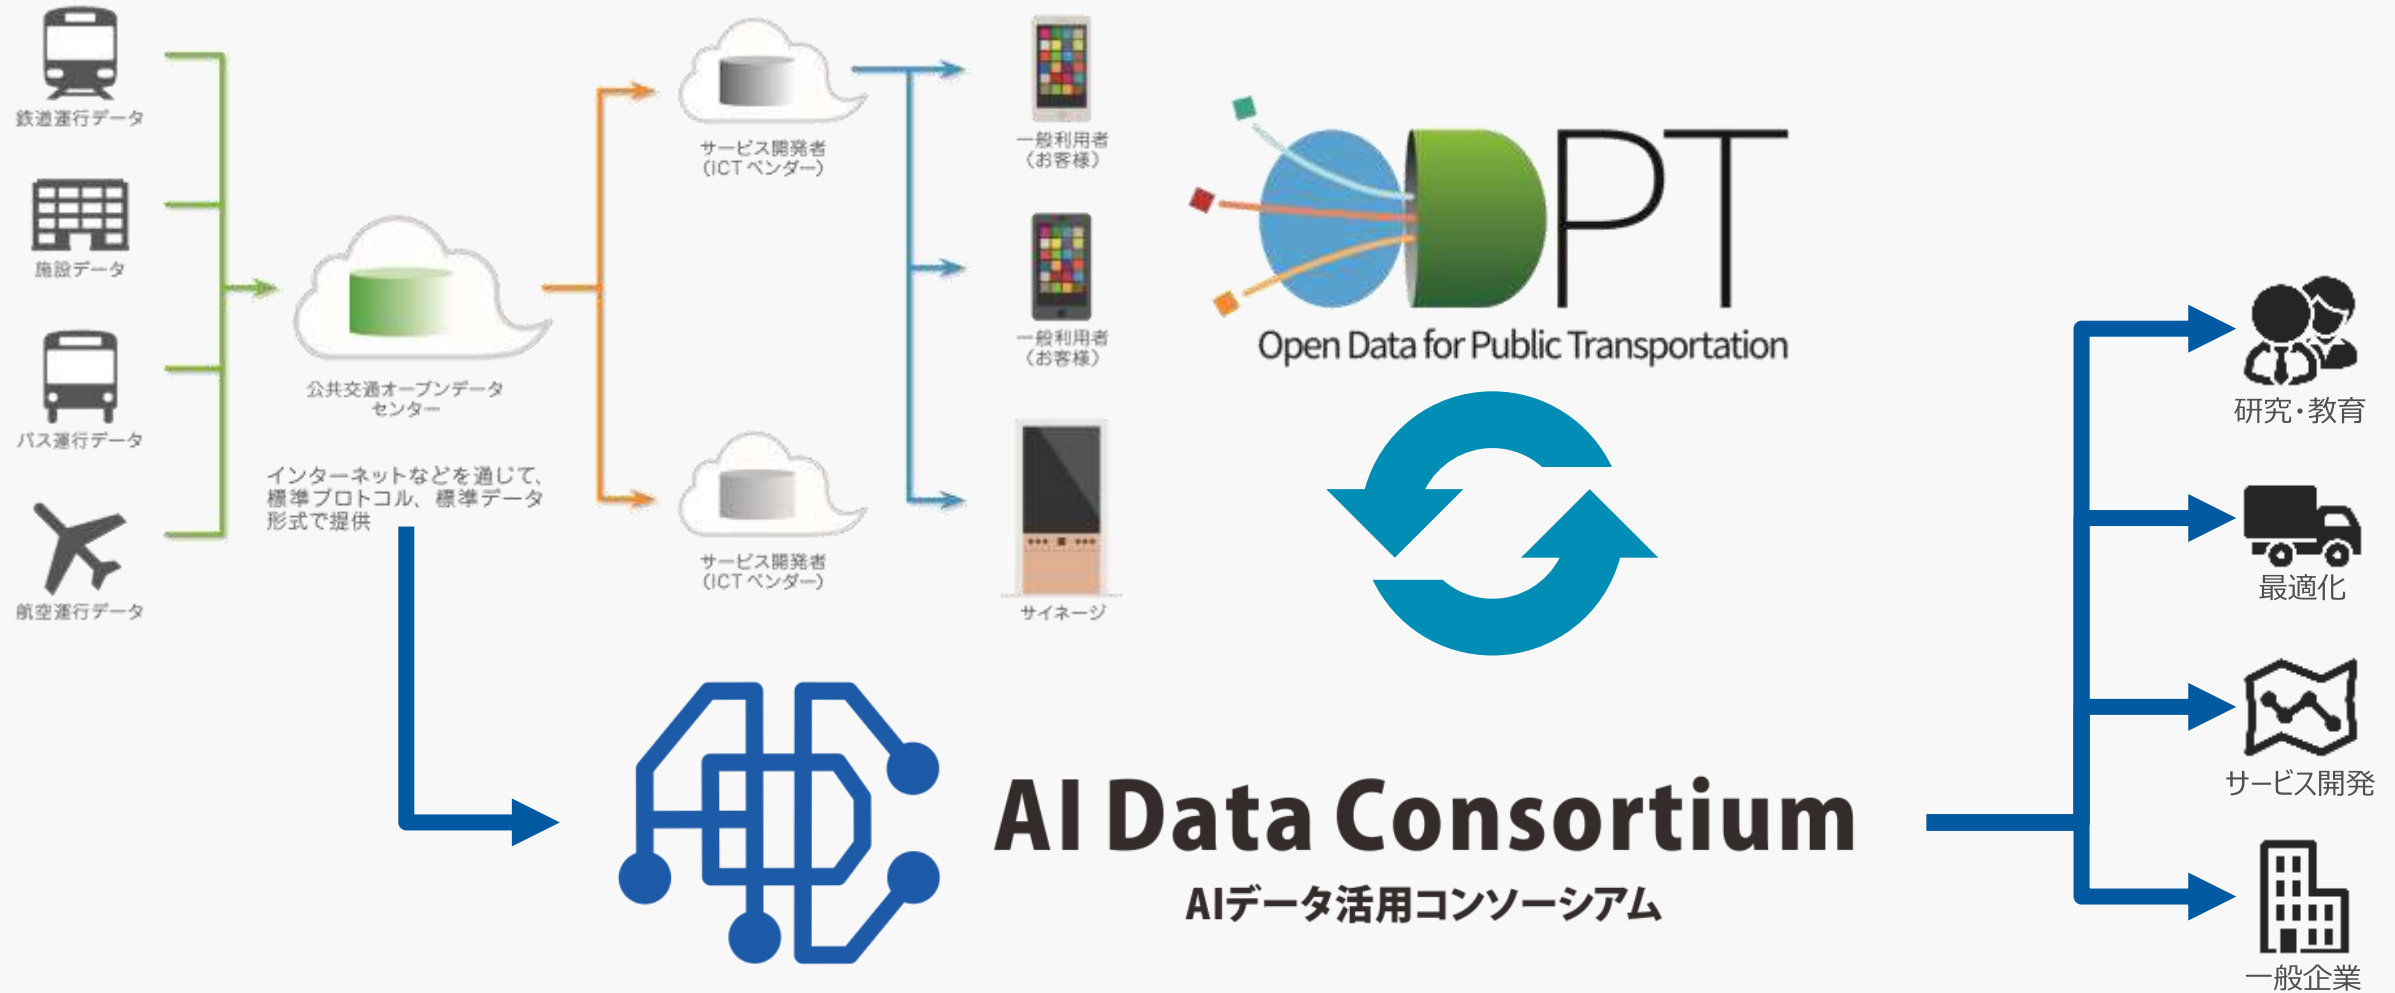 鉄道運行データ
施設データ
バス運行データ
航空運行データ
公共交通オープンデータ
センター
インターネットなどを通じて、
標準プロトコル、標準データ
形式で提供
サービス開発者
(ICTベンダー)
サービス開発者
(ICTベンダー)
一般利用者
(お客様)
一般利用者
(お客様)
サイネージ
ODPT
Open Data for Public Transportation
AI Data Consortium
AIデータ活用コンソーシアム
研究・教育
最適化
サービス開発
一般企業